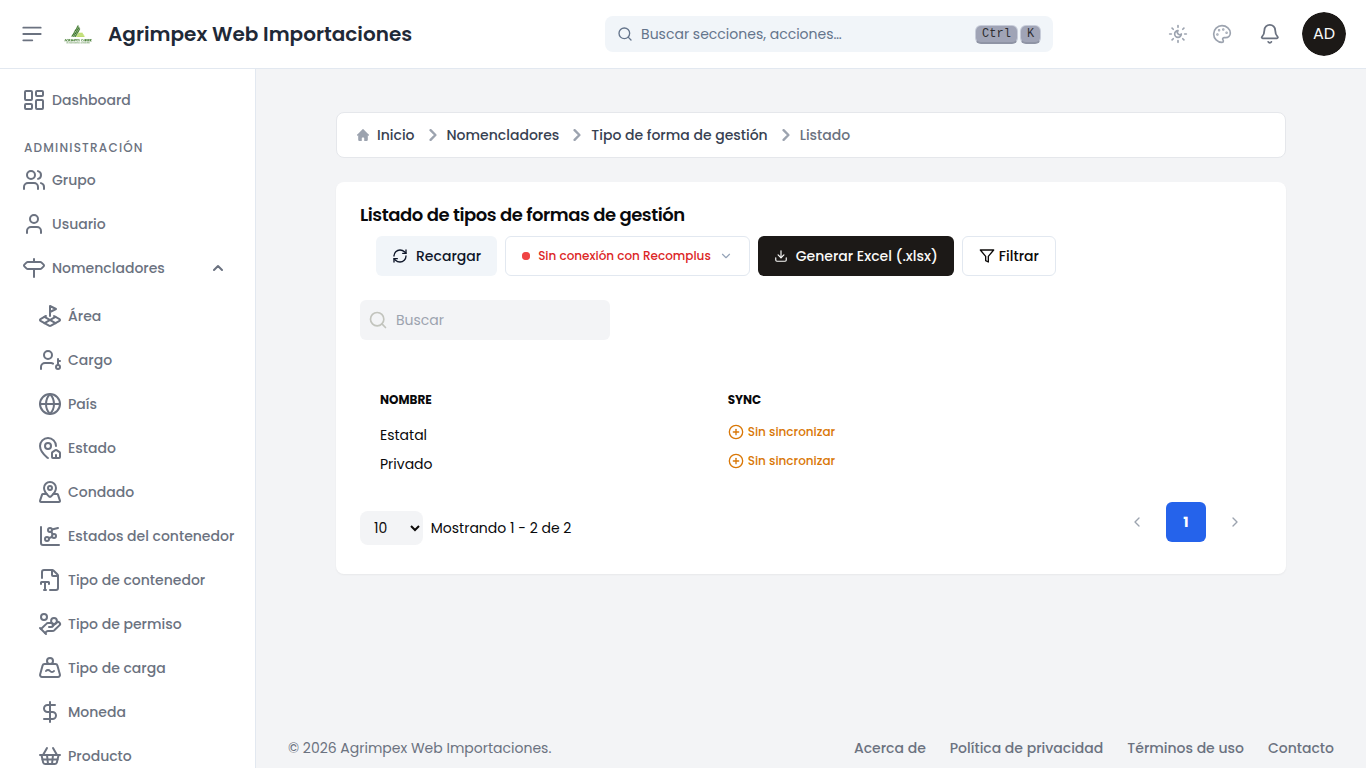 Agrimpex Web Importaciones
Buscar secciones, acciones...
Ctrl K
AD
Dashboard
ADMINISTRACIÓN
Grupo
Usuario
Nomencladores
Área
Cargo
País
Estado
Condado
Estados del contenedor
Tipo de contenedor
Tipo de permiso
Tipo de carga
Moneda
Producto
Inicio > Nomencladores > Tipo de forma de gestión > Listado
Listado de tipos de formas de gestión
Recargar
Sin conexión con Recomplus
Generar Excel (.xlsx)
Filtrar
Buscar
NOMBRE SYNC
Estatal Sin sincronizar
Privado Sin sincronizar
10 Mostrando 1 - 2 de 2
1
© 2026 Agrimpex Web Importaciones.
Acerca de Política de privacidad Términos de uso Contacto